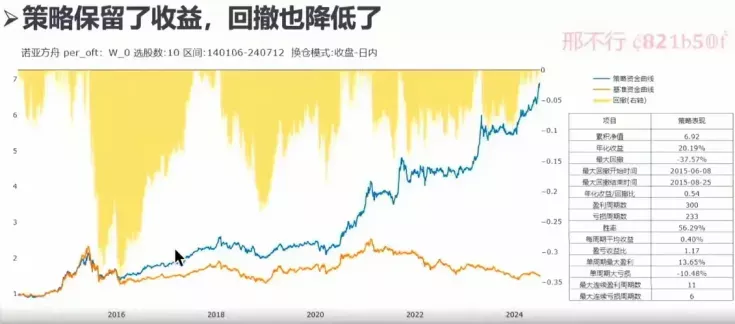 ➢策略保留了收益，回撤也降低了
诺亚方舟 per_oft：W_0 选股数:10 区间:140106-240712 换仓模式:收盘-日内
邢不行
策略资金曲线
基准资金曲线
回撤(右轴)
7
6
5
4
3
2
1
0
−0.05
−0.1
−0.15
−0.2
−0.25
−0.3
−0.35
2016
2018
2020
2022
2024
项目 策略表现
累积净值 6.92
年化收益 20.19%
最大回撤 -37.57%
最大回撤开始时间 2015-06-08
最大回撤结束时间 2015-08-25
年化收益/回撤比 0.54
盈利周期数 300
亏损周期数 233
胜率 56.29%
每周期平均收益 0.40%
盈亏收益比 1.17
单周期最大盈利 13.65%
单周期大亏损 -10.48%
最大连续盈利周期数 11
最大连续亏损周期数 6